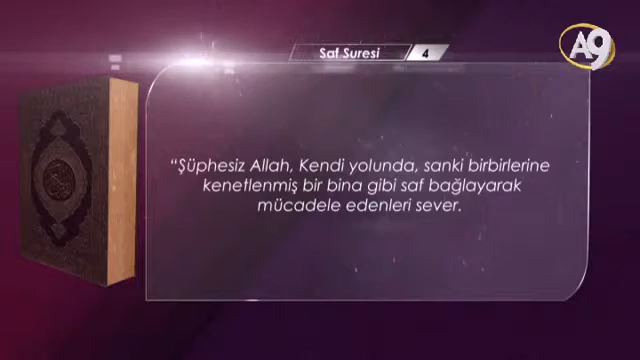 Saf Suresi 4
A9
“Şüphesiz Allah, Kendi yolunda, sanki birbirlerine
kenetlenmiş bir bina gibi saf bağlayarak
mücadele edenleri sever.